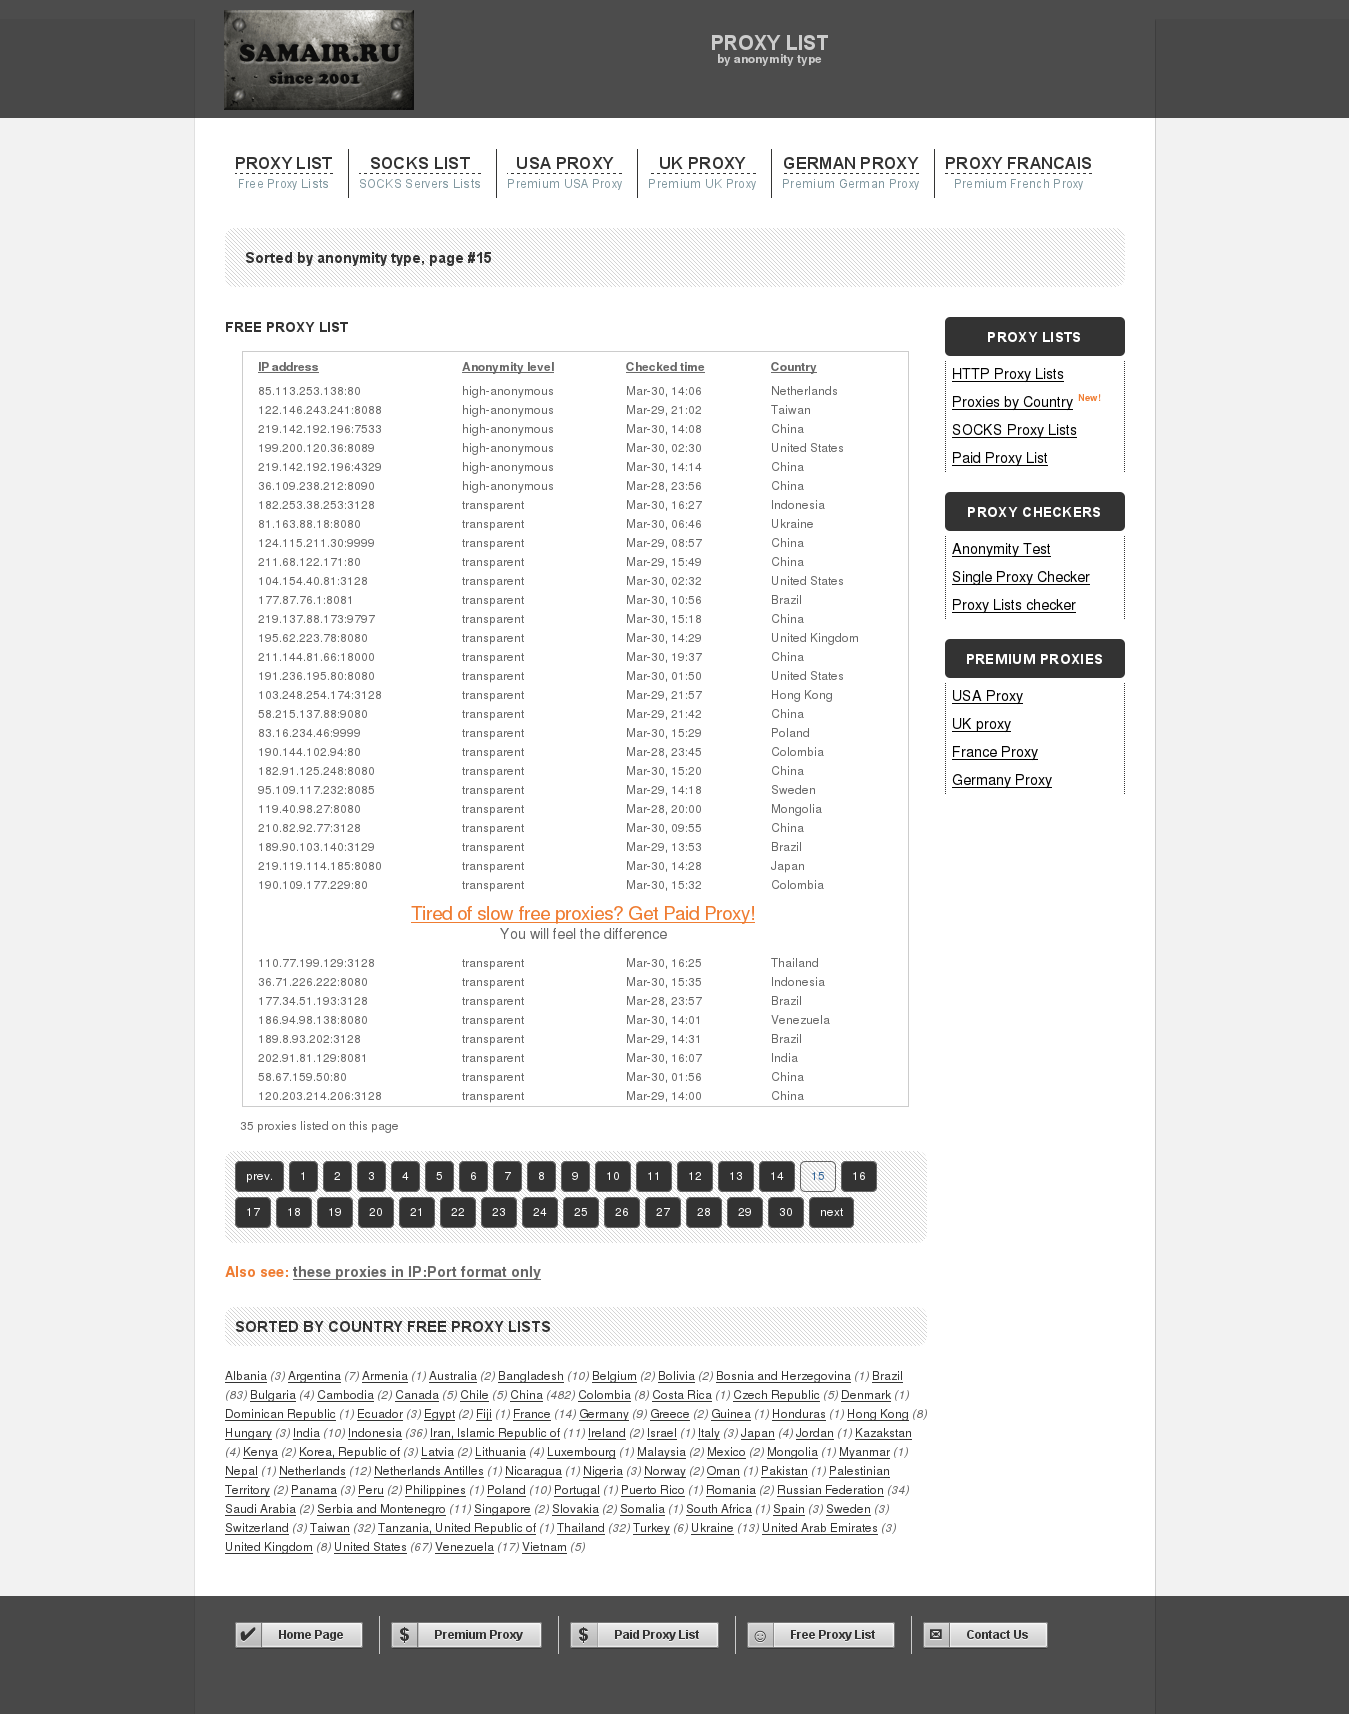 SAMAIR.RU
since 2001
PROXY LIST
by anonymity type
PROXY LIST SOCKS LIST USA PROXY UK PROXY GERMAN PROXY PROXY FRANCAIS
Free Proxy Lists SOCKS Servers Lists Premium USA Proxy Premium UK Proxy Premium German Proxy Premium French Proxy
Sorted by anonymity type, page #15
FREE PROXY LIST
IP address Anonymity level Checked time Country
85.113.253.138:80 high-anonymous Mar-30, 14:06 Netherlands
122.146.243.241:8088 high-anonymous Mar-29, 21:02 Taiwan
219.142.192.196:7533 high-anonymous Mar-30, 14:08 China
199.200.120.36:8089 high-anonymous Mar-30, 02:30 United States
219.142.192.196:4329 high-anonymous Mar-30, 14:14 China
36.109.238.212:8090 high-anonymous Mar-28, 23:56 China
182.253.38.253:3128 transparent Mar-30, 16:27 Indonesia
81.163.88.18:8080 transparent Mar-30, 06:46 Ukraine
124.115.211.30:9999 transparent Mar-29, 08:57 China
211.68.122.171:80 transparent Mar-29, 15:49 China
104.154.40.81:3128 transparent Mar-30, 02:32 United States
177.87.76.1:8081 transparent Mar-30, 10:56 Brazil
219.137.88.173:9797 transparent Mar-30, 15:18 China
195.62.223.78:8080 transparent Mar-30, 14:29 United Kingdom
211.144.81.66:18000 transparent Mar-30, 19:37 China
191.236.195.80:8080 transparent Mar-30, 01:50 United States
103.248.254.174:3128 transparent Mar-29, 21:57 Hong Kong
58.215.137.88:9080 transparent Mar-29, 21:42 China
83.16.234.46:9999 transparent Mar-30, 15:29 Poland
190.144.102.94:80 transparent Mar-28, 23:45 Colombia
182.91.125.248:8080 transparent Mar-30, 15:20 China
95.109.117.232:8085 transparent Mar-29, 14:18 Sweden
119.40.98.27:8080 transparent Mar-28, 20:00 Mongolia
210.82.92.77:3128 transparent Mar-30, 09:55 China
189.90.103.140:3129 transparent Mar-29, 13:53 Brazil
219.119.114.185:8080 transparent Mar-30, 14:28 Japan
190.109.177.229:80 transparent Mar-30, 15:32 Colombia
Tired of slow free proxies? Get Paid Proxy!
You will feel the difference
110.77.199.129:3128 transparent Mar-30, 16:25 Thailand
36.71.226.222:8080 transparent Mar-30, 15:35 Indonesia
177.34.51.193:3128 transparent Mar-28, 23:57 Brazil
186.94.98.138:8080 transparent Mar-30, 14:01 Venezuela
189.8.93.202:3128 transparent Mar-29, 14:31 Brazil
202.91.81.129:8081 transparent Mar-30, 16:07 India
58.67.159.50:80 transparent Mar-30, 01:56 China
120.203.214.206:3128 transparent Mar-29, 14:00 China
35 proxies listed on this page
prev. 1 2 3 4 5 6 7 8 9 10 11 12 13 14 15 16
17 18 19 20 21 22 23 24 25 26 27 28 29 30 next
Also see: these proxies in IP:Port format only
SORTED BY COUNTRY FREE PROXY LISTS
Albania (3) Argentina (7) Armenia (1) Australia (2) Bangladesh (10) Belgium (2) Bolivia (2) Bosnia and Herzegovina (1) Brazil
(83) Bulgaria (4) Cambodia (2) Canada (5) Chile (5) China (482) Colombia (8) Costa Rica (1) Czech Republic (5) Denmark (1)
Dominican Republic (1) Ecuador (3) Egypt (2) Fiji (1) France (14) Germany (9) Greece (2) Guinea (1) Honduras (1) Hong Kong (8)
Hungary (3) India (10) Indonesia (36) Iran, Islamic Republic of (11) Ireland (2) Israel (1) Italy (3) Japan (4) Jordan (1) Kazakstan
(4) Kenya (2) Korea, Republic of (3) Latvia (2) Lithuania (4) Luxembourg (1) Malaysia (2) Mexico (2) Mongolia (1) Myanmar (1)
Nepal (1) Netherlands (12) Netherlands Antilles (1) Nicaragua (1) Nigeria (3) Norway (2) Oman (1) Pakistan (1) Palestinian
Territory (2) Panama (3) Peru (2) Philippines (1) Poland (10) Portugal (1) Puerto Rico (1) Romania (2) Russian Federation (34)
Saudi Arabia (2) Serbia and Montenegro (11) Singapore (2) Slovakia (2) Somalia (1) South Africa (1) Spain (3) Sweden (3)
Switzerland (3) Taiwan (32) Tanzania, United Republic of (1) Thailand (32) Turkey (6) Ukraine (13) United Arab Emirates (3)
United Kingdom (8) United States (67) Venezuela (17) Vietnam (5)
PROXY LISTS
HTTP Proxy Lists
Proxies by Country New!
SOCKS Proxy Lists
Paid Proxy List
PROXY CHECKERS
Anonymity Test
Single Proxy Checker
Proxy Lists checker
PREMIUM PROXIES
USA Proxy
UK proxy
France Proxy
Germany Proxy
✔ Home Page $ Premium Proxy $ Paid Proxy List ☺ Free Proxy List ✉ Contact Us